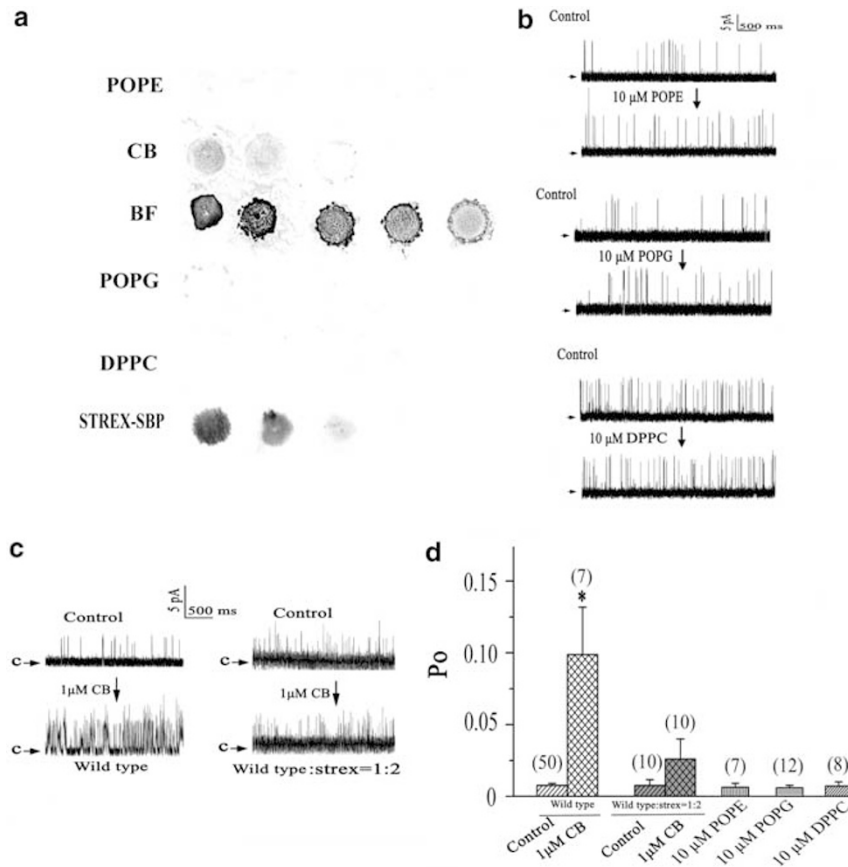 a
POPE
CB
BF
POPG
DPPC
STREX-SBP
b
Control
5 pA
500 ms
10 µM POPE
Control
10 µM POPG
Control
10 µM DPPC
c
Control
5 pA
500 ms
Control
c
1µM CB
1µM CB
c
c
c
Wild type
Wild type:strex=1:2
d
Po
0.15
0.10
0.05
0
(50)
(7)
*
(10)
(10)
(7)
(12)
(8)
Wild type
Wild type:strex=1:2
Control
1µM CB
Control
1µM CB
10 µM POPE
10 µM POPG
10 µM DPPC